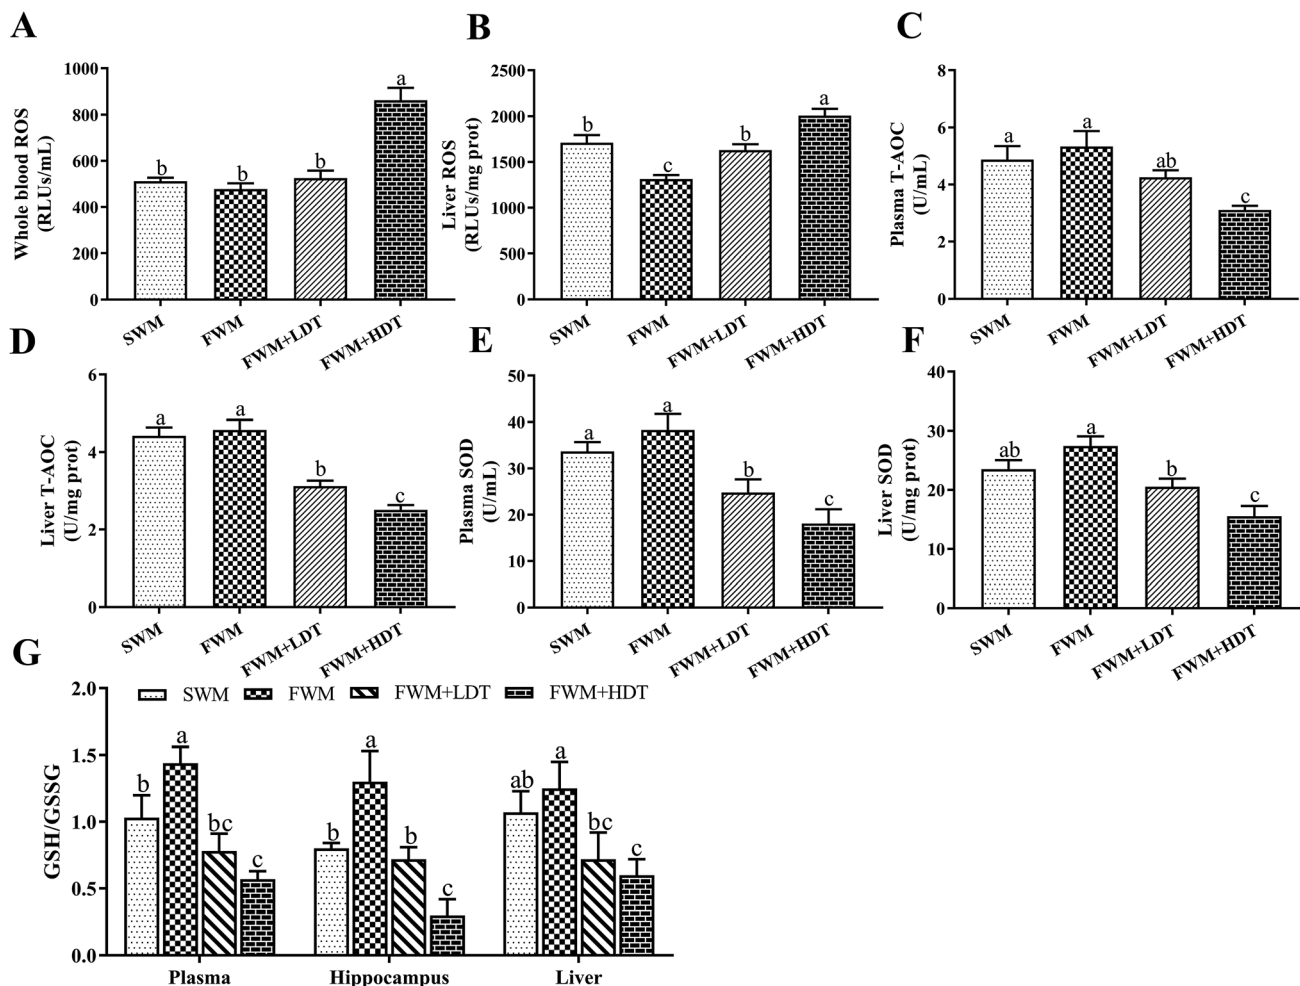 A
Whole blood ROS
(RLUs/mL)
1000
800
600
400
200
0
b
b
b
a
SWM
FWM
FWM+LDT
FWM+HDT
B
Liver ROS
(RLUs/mg prot)
2500
2000
1500
1000
500
0
b
c
b
a
SWM
FWM
FWM+LDT
FWM+HDT
C
Plasma T-AOC
(U/mL)
8
6
4
2
0
a
a
ab
c
SWM
FWM
FWM+LDT
FWM+HDT
D
Liver T-AOC
(U/mg prot)
6
4
2
0
a
a
b
c
SWM
FWM
FWM+LDT
FWM+HDT
E
Plasma SOD
(U/mL)
50
40
30
20
10
0
a
a
b
c
SWM
FWM
FWM+LDT
FWM+HDT
F
Liver SOD
(U/mg prot)
40
30
20
10
0
ab
a
b
c
SWM
FWM
FWM+LDT
FWM+HDT
G
SWM FWM FWM+LDT FWM+HDT
GSH/GSSG
2.0
1.5
1.0
0.5
0.0
b
a
bc
c
b
a
b
c
ab
a
bc
c
Plasma Hippocampus Liver